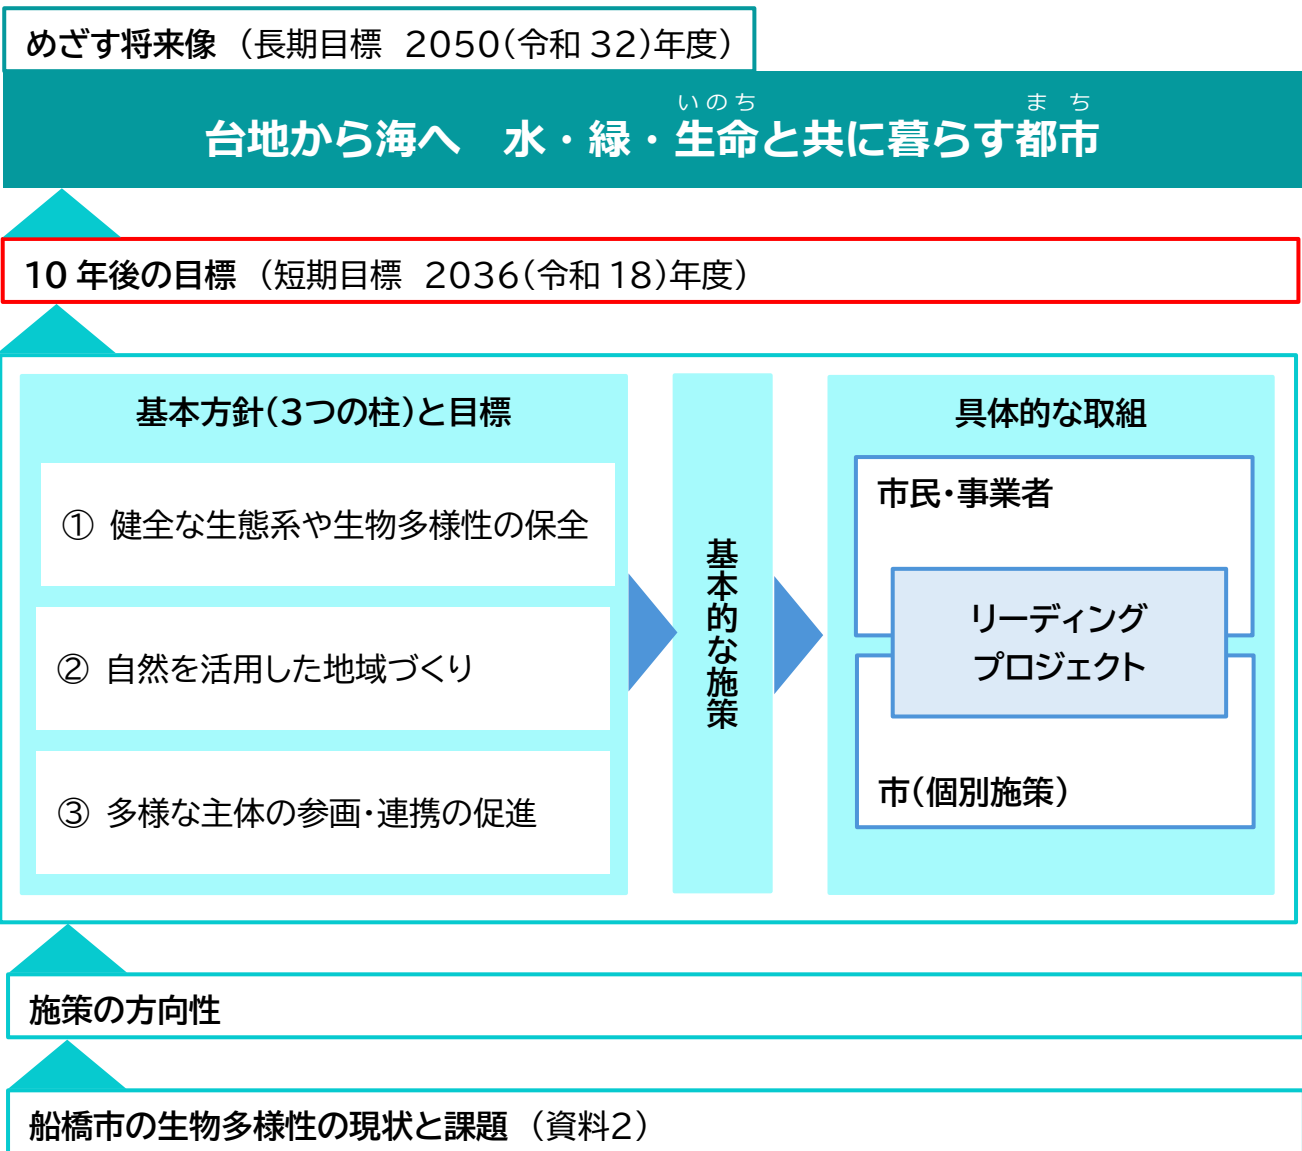 めざす将来像 （長期目標 2050（令和 32）年度）
いのち ま ち
台地から海へ 水・緑・生命と共に暮らす都市
10 年後の目標 （短期目標 2036（令和 18）年度）
基本方針（3つの柱）と目標
① 健全な生態系や生物多様性の保全
② 自然を活用した地域づくり
③ 多様な主体の参画・連携の促進
基本的な施策
具体的な取組
市民・事業者
リーディング
プロジェクト
市（個別施策）
施策の方向性
船橋市の生物多様性の現状と課題 （資料2）